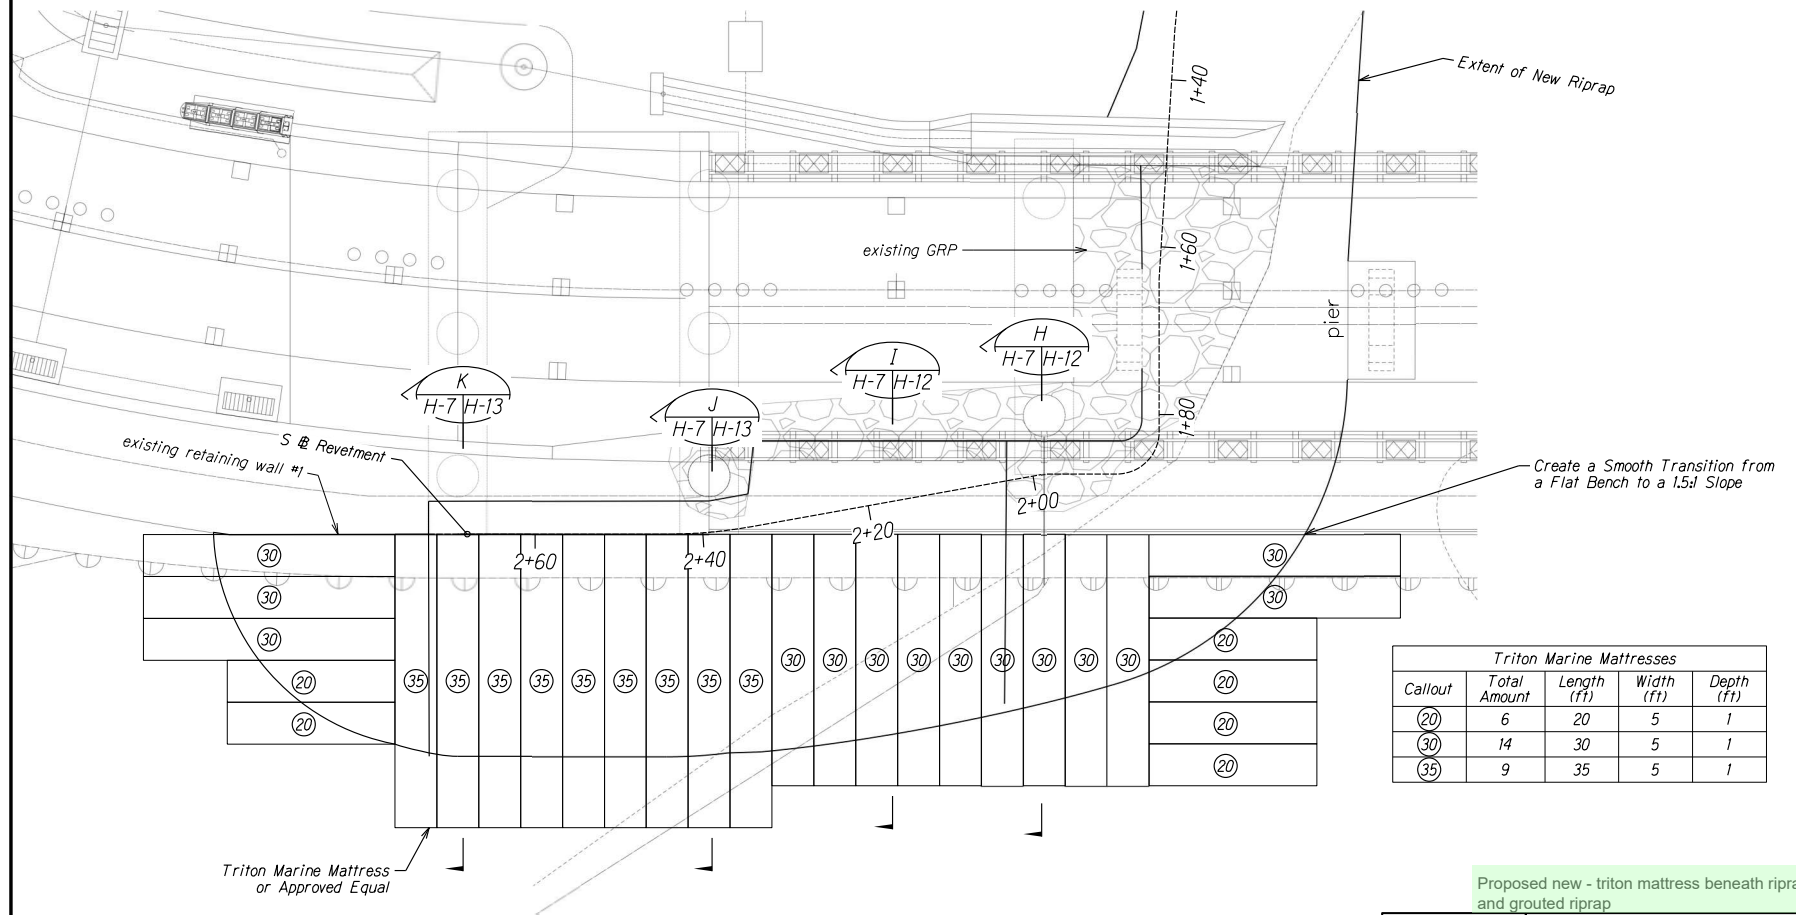 1+40
Extent of New Riprap
existing GRP
1+60
pier
H
H-7 H-12
I
H-7 H-12
K
H-7 H-13
J
H-7 H-13
1+80
S Revetment
existing retaining wall #1
Create a Smooth Transition from
a Flat Bench to a 1.5:1 Slope
2+00
2+20
2+40
2+60
30
30
30
20
20
35 35 35 35 35 35 35 35 35
30 30 30 30 30 30 30 30 30
30
30
20
20
20
20
Triton Marine Mattresses
Callout Total Amount Length (ft) Width (ft) Depth (ft)
20 6 20 5 1
30 14 30 5 1
35 9 35 5 1
Triton Marine Mattress
or Approved Equal
Proposed new - triton mattress beneath ripra
and grouted riprap